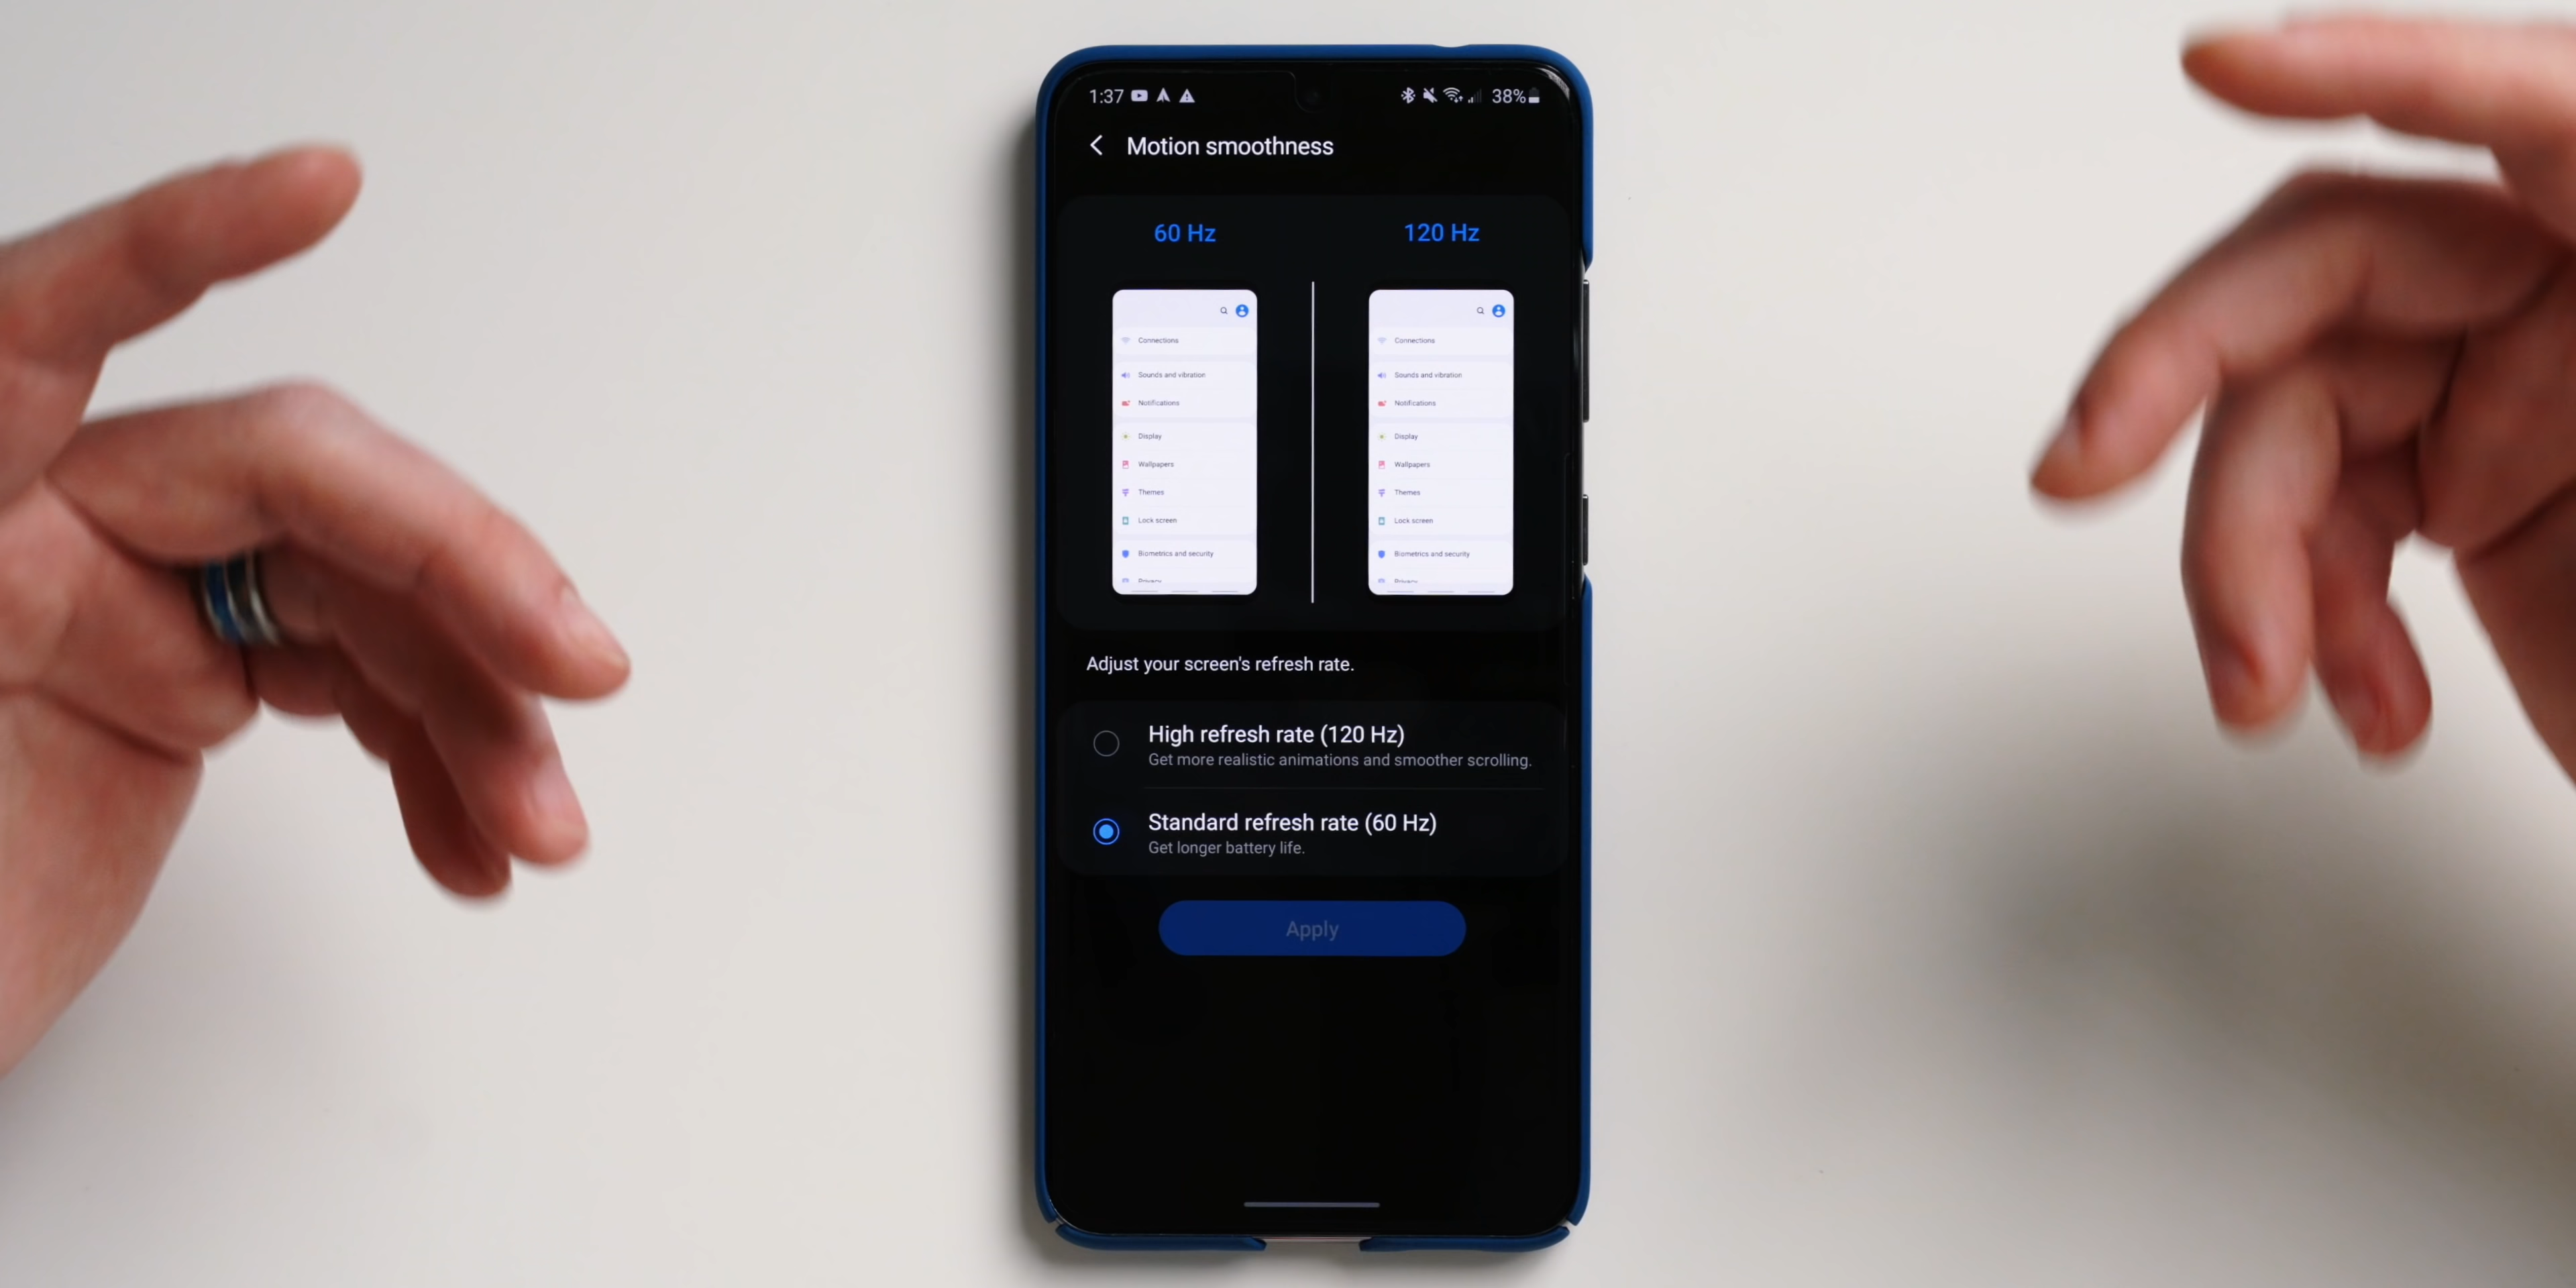 1:37 38%
Motion smoothness
60 Hz 120 Hz
Connections
Sounds and vibration
Notifications
Display
Wallpapers
Themes
Lock screen
Biometrics and security
Privacy
Connections
Sounds and vibration
Notifications
Display
Wallpapers
Themes
Lock screen
Biometrics and security
Privacy
Adjust your screen's refresh rate.
High refresh rate (120 Hz)
Get more realistic animations and smoother scrolling.
Standard refresh rate (60 Hz)
Get longer battery life.
Apply